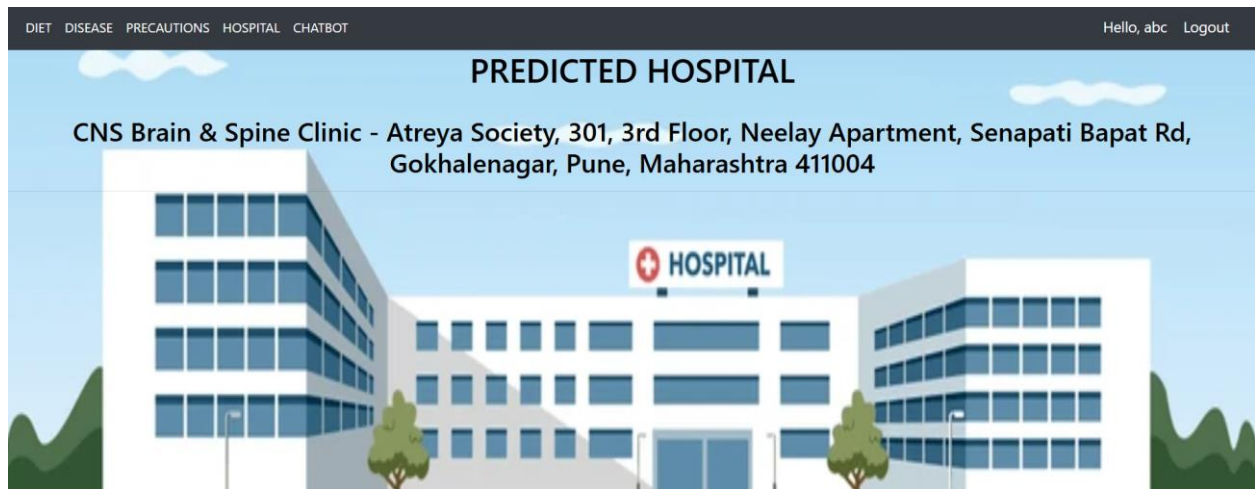 DIET DISEASE PRECAUTIONS HOSPITAL CHATBOT Hello, abc Logout
PREDICTED HOSPITAL
CNS Brain & Spine Clinic - Atreya Society, 301, 3rd Floor, Neelay Apartment, Senapati Bapat Rd,
Gokhalenagar, Pune, Maharashtra 411004
HOSPITAL